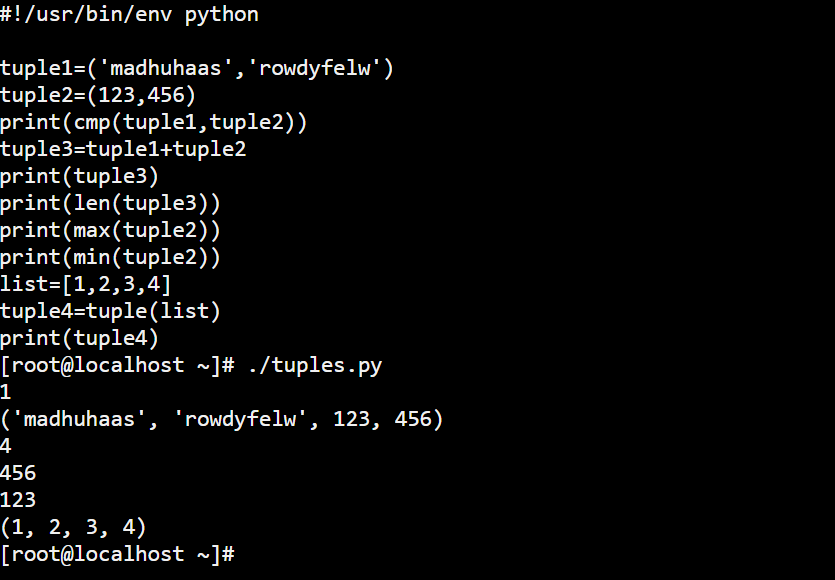 #!/usr/bin/env python
tuple1=('madhuhaas','rowdyfelw')
tuple2=(123,456)
print(cmp(tuple1,tuple2))
tuple3=tuple1+tuple2
print(tuple3)
print(len(tuple3))
print(max(tuple2))
print(min(tuple2))
list=[1,2,3,4]
tuple4=tuple(list)
print(tuple4)
[root@localhost ~]# ./tuples.py
1
('madhuhaas', 'rowdyfelw', 123, 456)
4
456
123
(1, 2, 3, 4)
[root@localhost ~]#